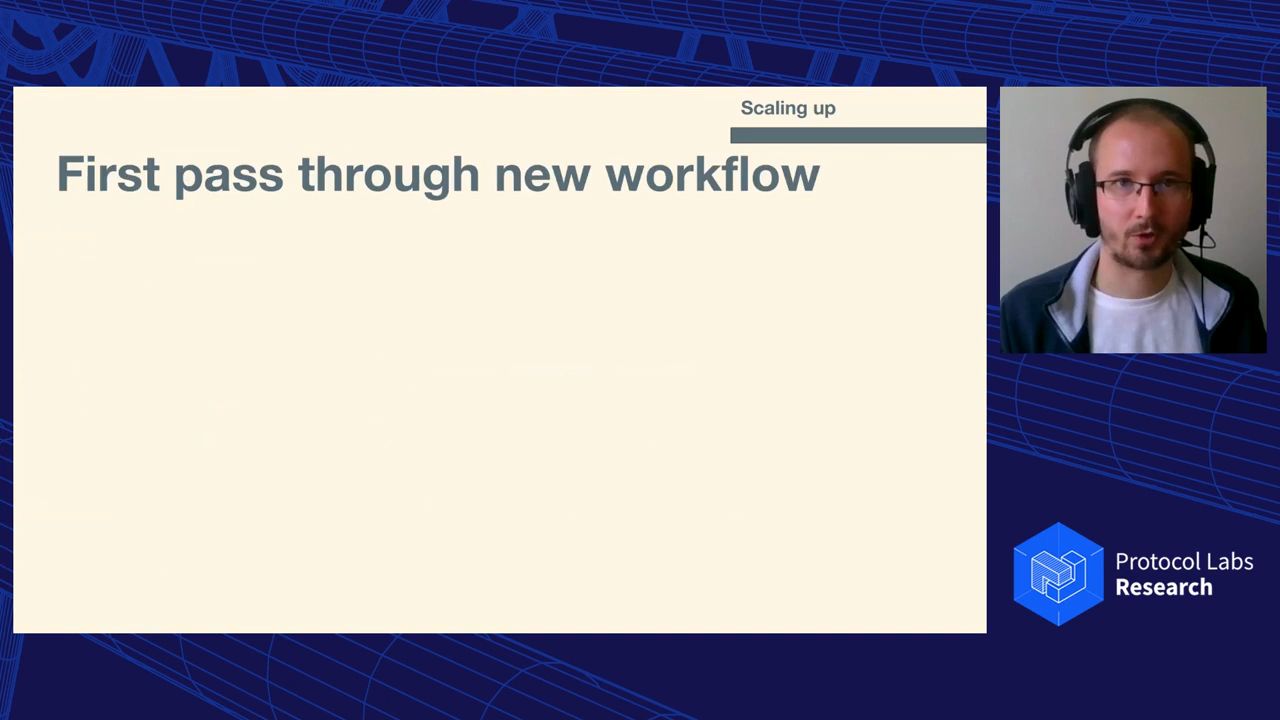 Scaling up
First pass through new workflow
Protocol Labs
Research